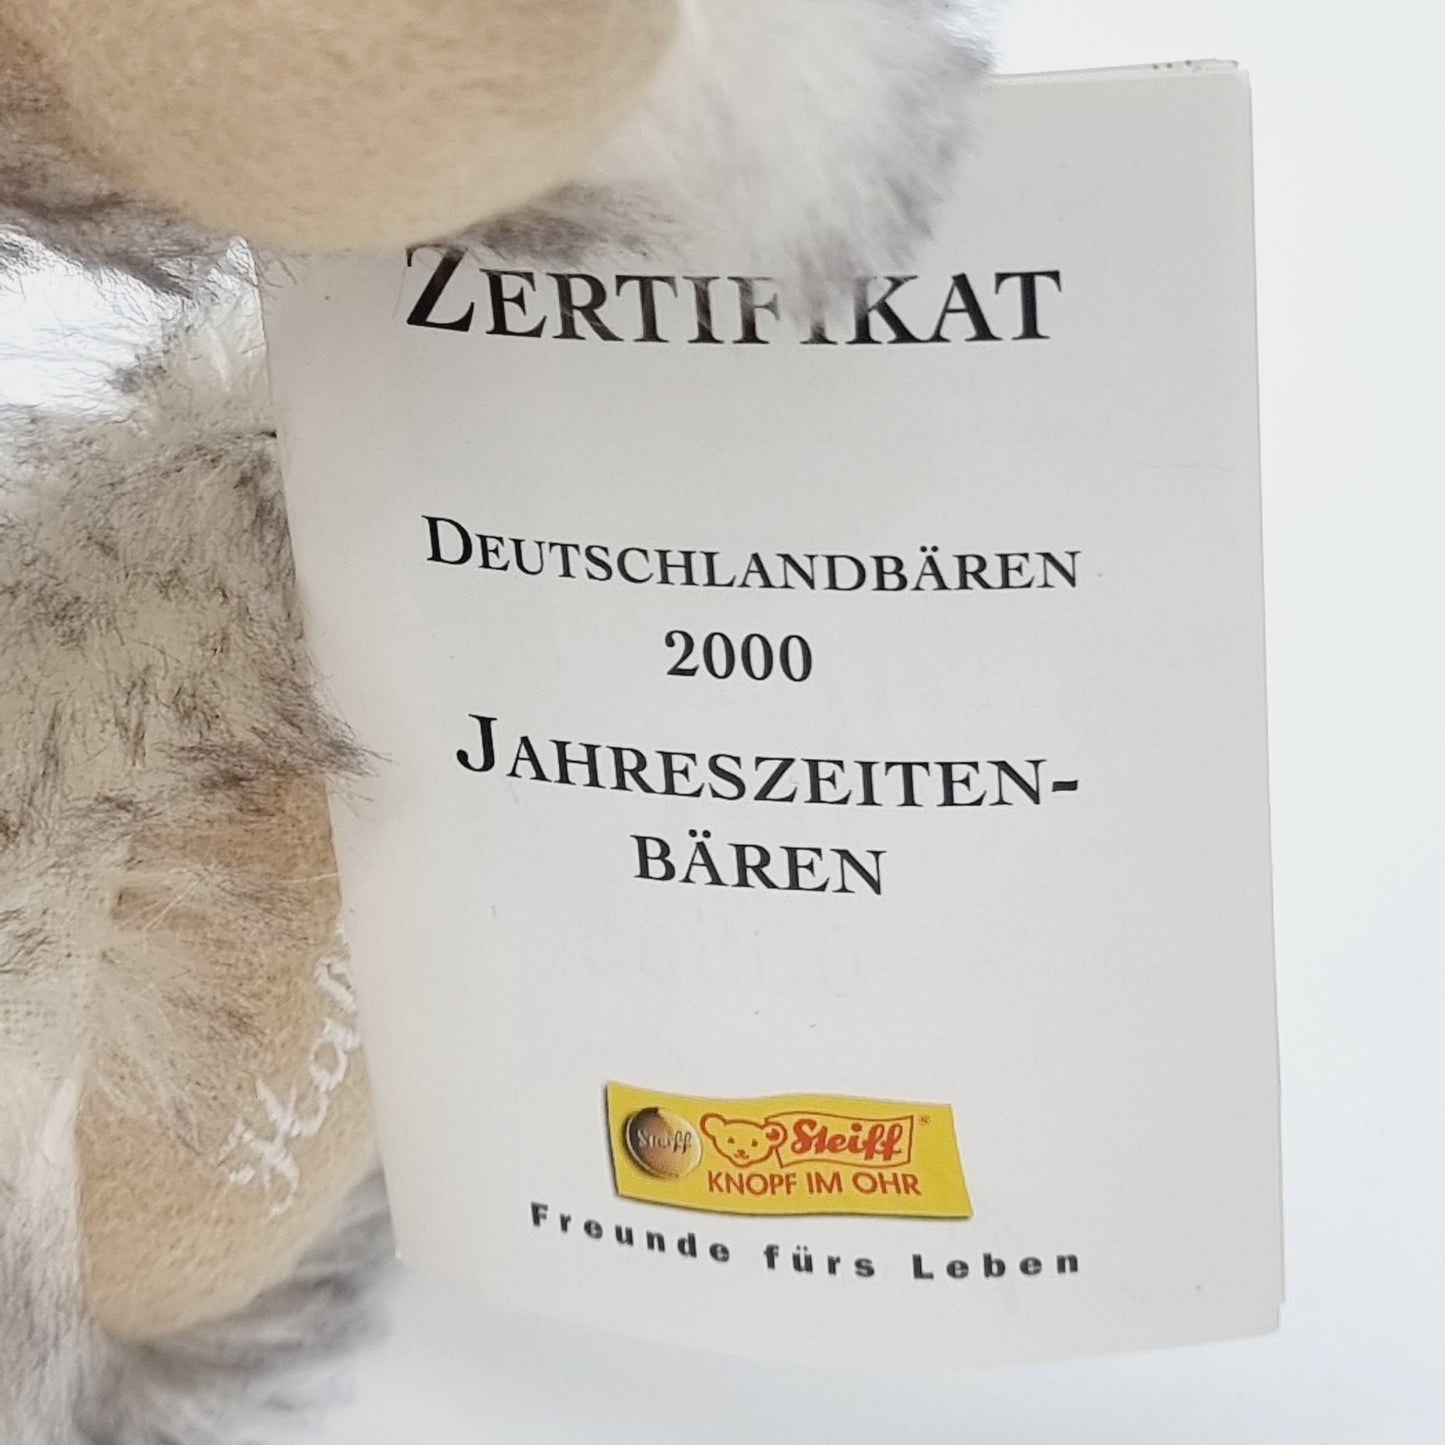 ZERTIFIKAT
DEUTSCHLANDBÄREN
2000
JAHRESZEITEN-
BÄREN
Steiff
Steiff®
KNOPF IM OHR
Freunde fürs Leben